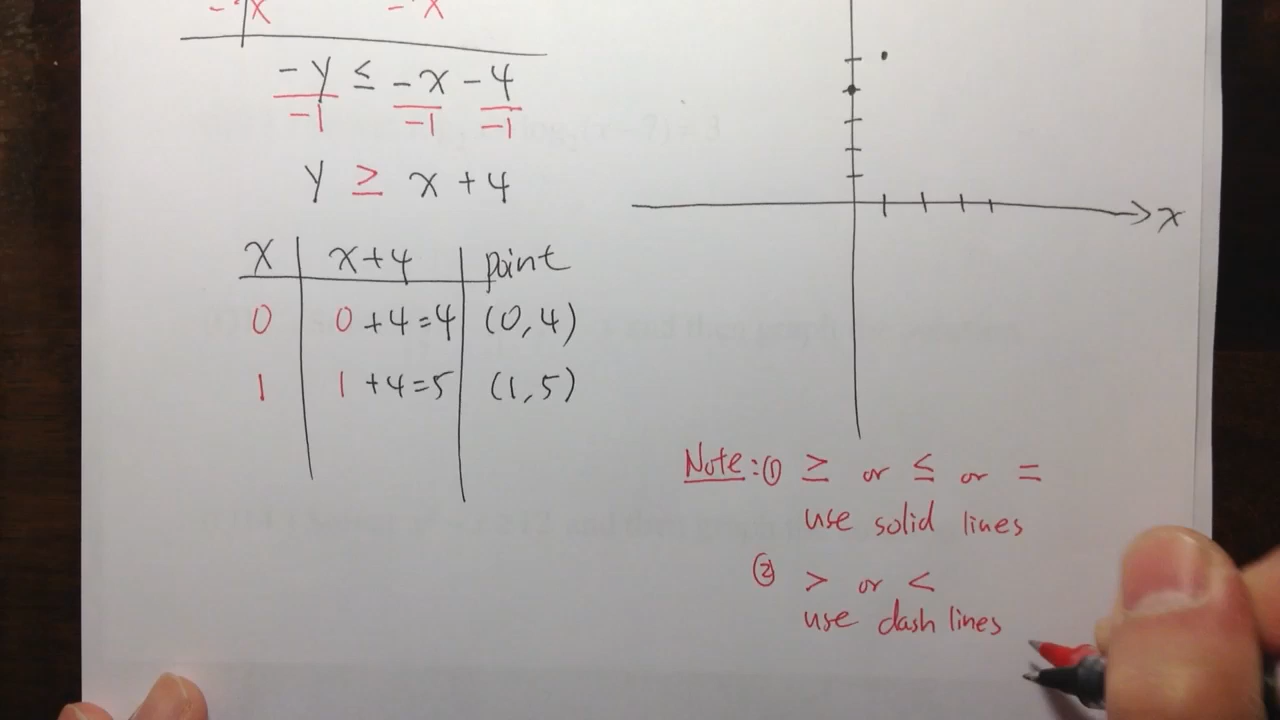 -x -x
-y ≤ -x - 4
-1 -1 -1
y ≥ x + 4
x x+4 point
0 0+4=4 (0,4)
1 1+4=5 (1,5)
x
Note: ① ≥ or ≤ or =
use solid lines
② > or <
use dash lines